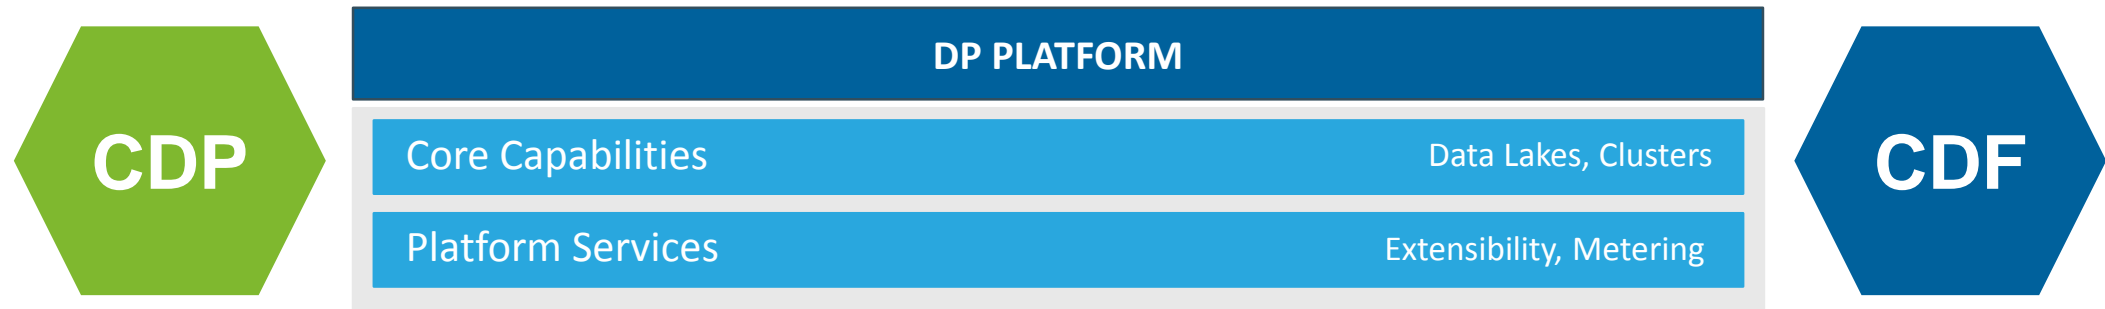 CDP
DP PLATFORM
Core Capabilities Data Lakes, Clusters
Platform Services Extensibility, Metering
CDF